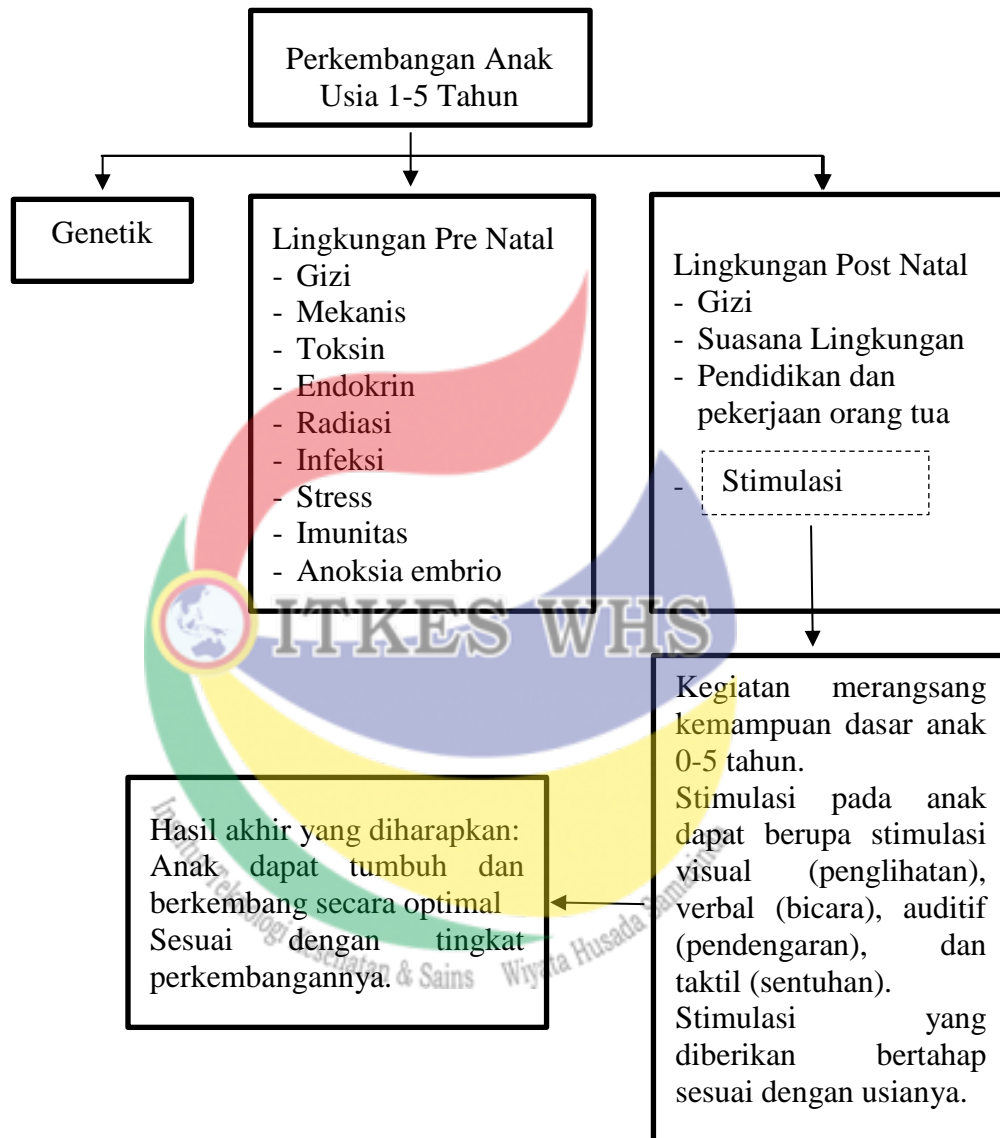 Perkembangan Anak
Usia 1-5 Tahun
Genetik
Lingkungan Pre Natal
- Gizi
- Mekanis
- Toksin
- Endokrin
- Radiasi
- Infeksi
- Stress
- Imunitas
- Anoksia embrio
Lingkungan Post Natal
- Gizi
- Suasana Lingkungan
- Pendidikan dan
pekerjaan orang tua
- Stimulasi
ITKES WHS
Kegiatan merangsang
kemampuan dasar anak
0-5 tahun.
Stimulasi pada anak
dapat berupa stimulasi
visual (penglihatan),
verbal (bicara), auditif
(pendengaran), dan
taktil (sentuhan).
Stimulasi yang
diberikan bertahap
sesuai dengan usianya.
Hasil akhir yang diharapkan:
Anak dapat tumbuh dan
berkembang secara optimal
Sesuai dengan tingkat
perkembangannya.
Institut Teknologi Kesehatan & Sains Wiyata Husada Samarinda